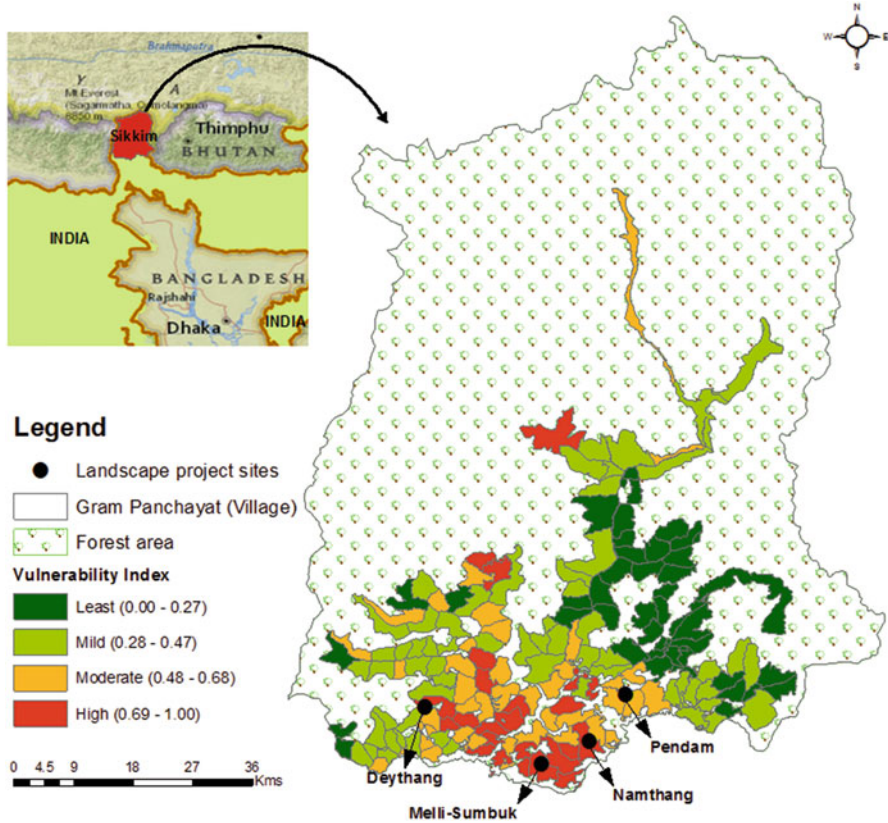 N
W E
S
Brahmaputra
Y A
Mt Everest
(Sagarmatha, Qomolangma)
8850 m
Sikkim
Thimphu
BHUTAN
INDIA
BANGLADESH
Rajshahi
Dhaka
INDIA
Legend
Landscape project sites
Gram Panchayat (Village)
Forest area
Vulnerability Index
Least (0.00 - 0.27)
Mild (0.28 - 0.47)
Moderate (0.48 - 0.68)
High (0.69 - 1.00)
0 4.5 9 18 27 36
Kms
Pendam
Deythang
Namthang
Melli-Sumbuk